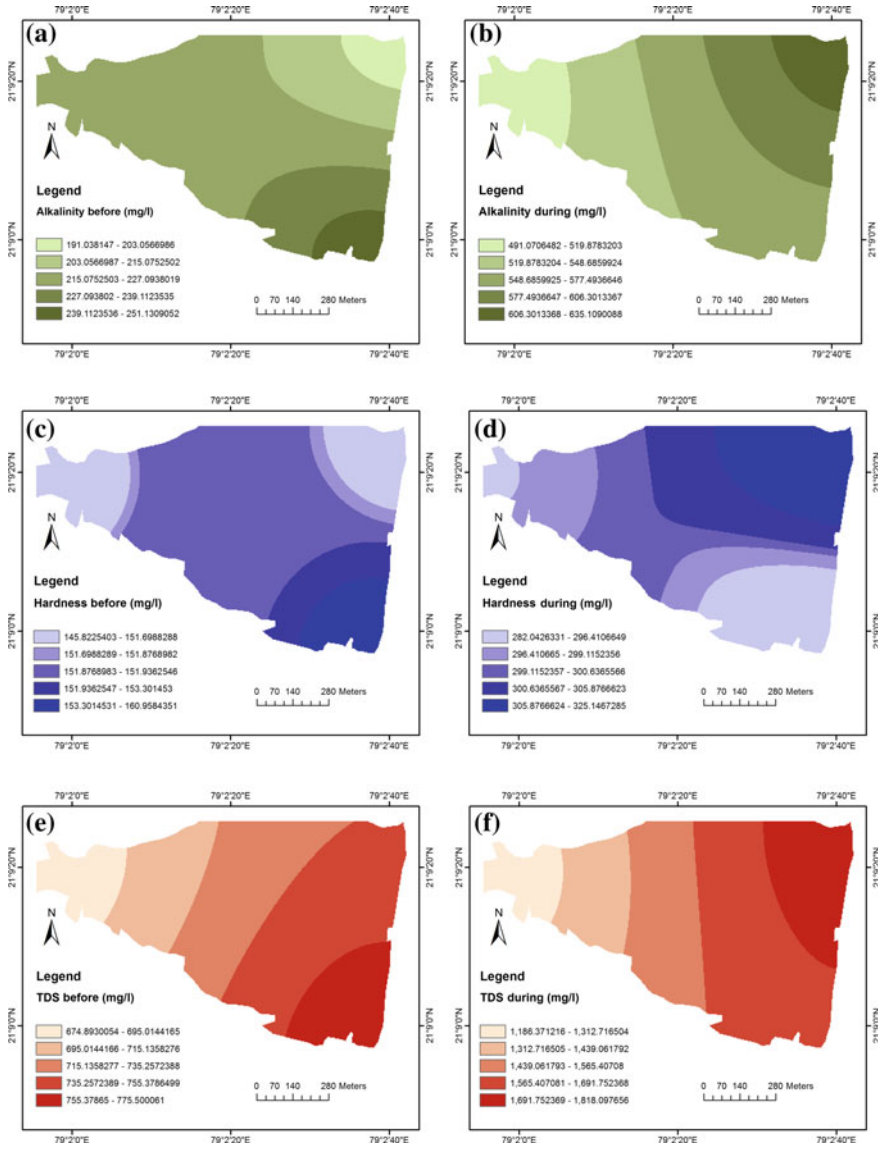 (a)
79°2'0"E 79°2'20"E 79°2'40"E
21°9'20"N
21°9'0"N
N
Legend
Alkalinity before (mg/l)
191.038147 - 203.0566986
203.0566987 - 215.0752502
215.0752503 - 227.0938019
227.093802 - 239.1123535
239.1123536 - 251.1309052
0 70 140 280 Meters
79°2'0"E 79°2'20"E 79°2'40"E
(b)
79°2'0"E 79°2'20"E 79°2'40"E
21°9'20"N
21°9'0"N
N
Legend
Alkalinity during (mg/l)
491.0706482 - 519.8783203
519.8783204 - 548.6859924
548.6859925 - 577.4936646
577.4936647 - 606.3013367
606.3013368 - 635.1090088
0 70 140 280 Meters
79°2'0"E 79°2'20"E 79°2'40"E
(c)
79°2'0"E 79°2'20"E 79°2'40"E
21°9'20"N
21°9'0"N
N
Legend
Hardness before (mg/l)
145.8225403 - 151.6988288
151.6988289 - 151.8768982
151.8768983 - 151.9362546
151.9362547 - 153.301453
153.3014531 - 160.9584351
0 70 140 280 Meters
79°2'0"E 79°2'20"E 79°2'40"E
(d)
79°2'0"E 79°2'20"E 79°2'40"E
21°9'20"N
21°9'0"N
N
Legend
Hardness during (mg/l)
282.0426331 - 296.4106649
296.410665 - 299.1152356
299.1152357 - 300.6365566
300.6365567 - 305.8766623
305.8766624 - 325.1467285
0 70 140 280 Meters
79°2'0"E 79°2'20"E 79°2'40"E
(e)
79°2'0"E 79°2'20"E 79°2'40"E
21°9'20"N
21°9'0"N
N
Legend
TDS before (mg/l)
674.8930054 - 695.0144165
695.0144166 - 715.1358276
715.1358277 - 735.2572388
735.2572389 - 755.3786499
755.37865 - 775.500061
0 70 140 280 Meters
79°2'0"E 79°2'20"E 79°2'40"E
(f)
79°2'0"E 79°2'20"E 79°2'40"E
21°9'20"N
21°9'0"N
N
Legend
TDS during (mg/l)
1,186.371216 - 1,312.716504
1,312.716505 - 1,439.061792
1,439.061793 - 1,565.40708
1,565.407081 - 1,691.752368
1,691.752369 - 1,818.097656
0 70 140 280 Meters
79°2'0"E 79°2'20"E 79°2'40"E